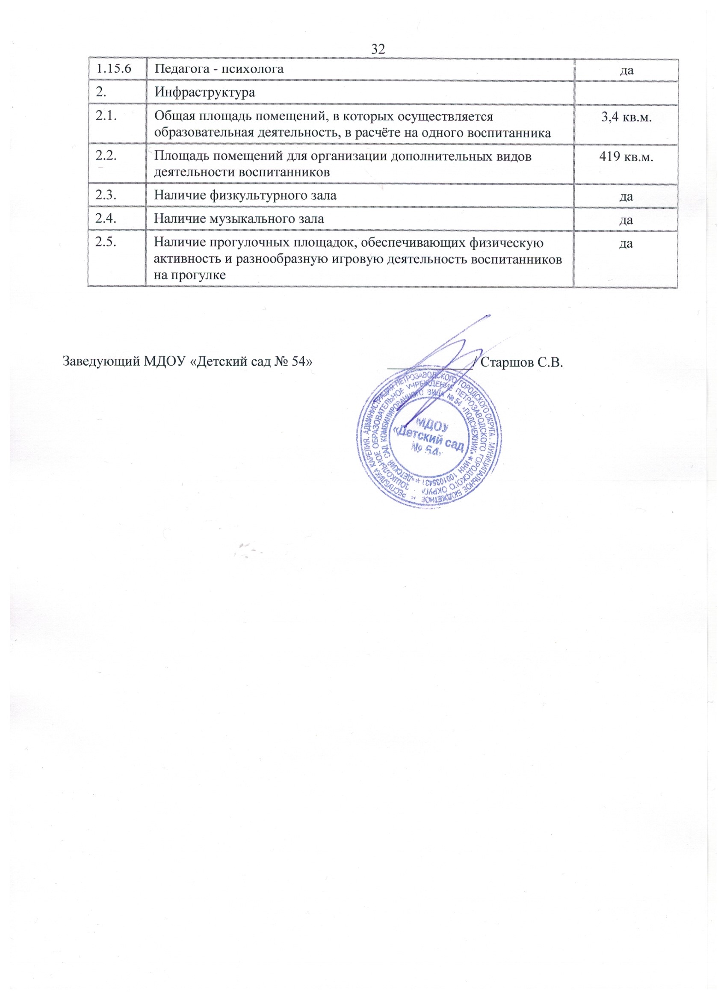 32
1.15.6 Педагога - психолога да
2. Инфраструктура
2.1. Общая площадь помещений, в которых осуществляется 3,4 кв.м.
образовательная деятельность, в расчёте на одного воспитанника
2.2. Площадь помещений для организации дополнительных видов 419 кв.м.
деятельности воспитанников
2.3. Наличие физкультурного зала да
2.4. Наличие музыкального зала да
2.5. Наличие прогулочных площадок, обеспечивающих физическую да
активность и разнообразную игровую деятельность воспитанников
на прогулке
Заведующий МДОУ «Детский сад № 54» ____________/ Старшов С.В.
РЕСПУБЛИКА КАРЕЛИЯ. АДМИНИСТРАЦИЯ ПЕТРОЗАВОДСКОГО ГОРОДСКОГО ОКРУГА. МУНИЦИПАЛЬНОЕ БЮДЖЕТНОЕ
ДОШКОЛЬНОЕ ОБРАЗОВАТЕЛЬНОЕ УЧРЕЖДЕНИЕ ПЕТРОЗАВОДСКОГО ГОРОДСКОГО ОКРУГА
«ДЕТСКИЙ САД КОМБИНИРОВАННОГО ВИДА № 54 «ПОДСНЕЖНИК» * ИНН 1001035431 *
МДОУ
«Детский сад
№ 54»